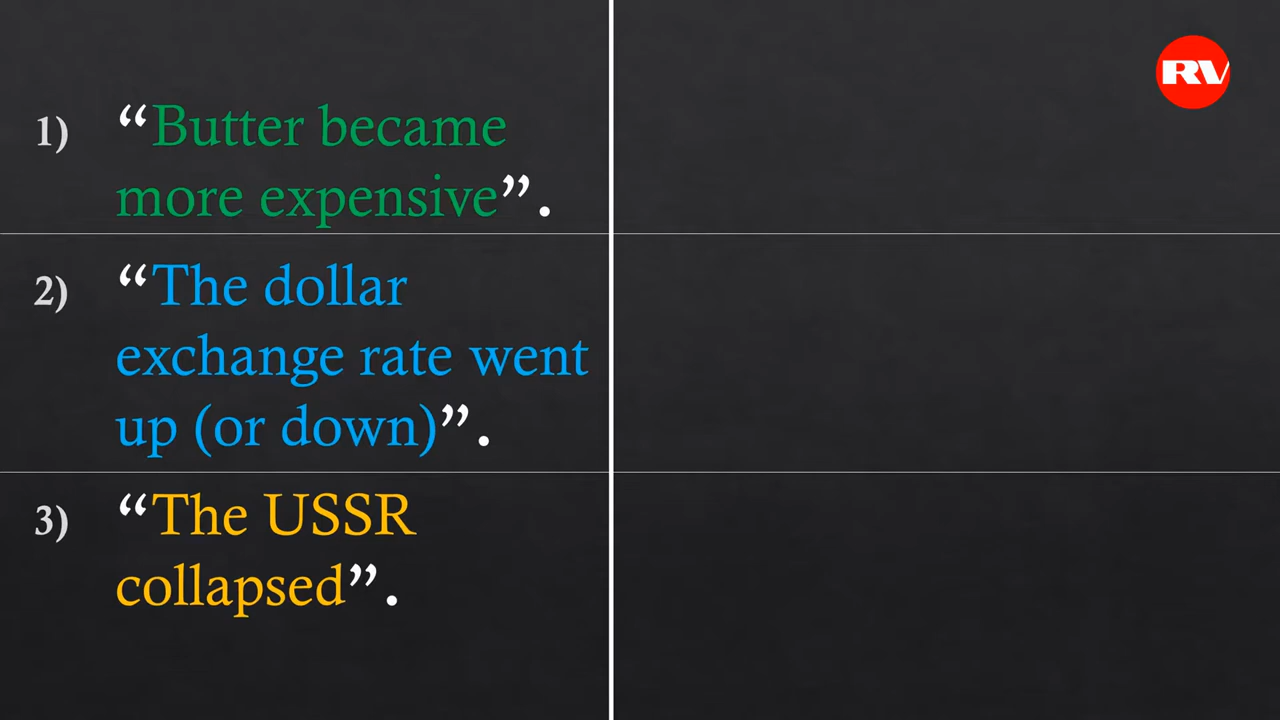 1) “Butter became
more expensive”.
2) “The dollar
exchange rate went
up (or down)”.
3) “The USSR
collapsed”.
RV